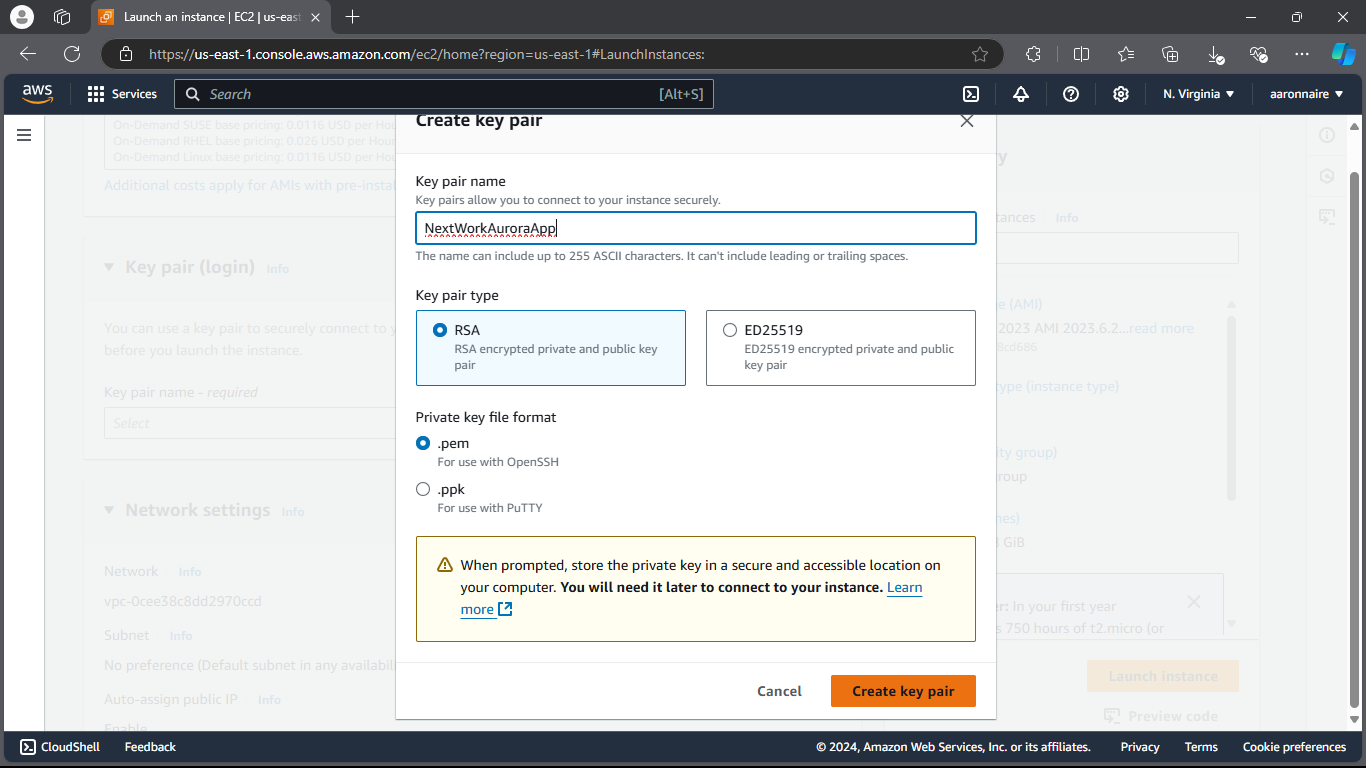 Launch an instance | EC2 | us-east
https://us-east-1.console.aws.amazon.com/ec2/home?region=us-east-1#LaunchInstances:
aws
Services
Search
[Alt+S]
N. Virginia
aaronnaire
On-Demand SUSE base pricing: 0.0116 USD per Hou
On-Demand RHEL base pricing: 0.026 USD per Hour
On-Demand Linux base pricing: 0.0116 USD per Hou
Additional costs apply for AMIs with pre-instal
Key pair (login) Info
You can use a key pair to securely connect to y
before you launch the instance.
Key pair name - required
Select
Network settings Info
Network Info
vpc-0cee38c8dd2970ccd
Subnet Info
No preference (Default subnet in any availabili
Auto-assign public IP Info
Enable
Create key pair
Key pair name
Key pairs allow you to connect to your instance securely.
NextWorkAuroraApp
The name can include up to 255 ASCII characters. It can't include leading or trailing spaces.
Key pair type
RSA
RSA encrypted private and public key
pair
ED25519
ED25519 encrypted private and public
key pair
Private key file format
.pem
For use with OpenSSH
.ppk
For use with PuTTY
When prompted, store the private key in a secure and accessible location on
your computer. You will need it later to connect to your instance. Learn
more
Cancel
Create key pair
y
tances Info
e (AMI)
2023 AMI 2023.6.2...read more
8cd686
type (instance type)
ity group)
roup
mes)
GiB
er: In your first year
s 750 hours of t2.micro (or
Launch instance
Preview code
CloudShell
Feedback
© 2024, Amazon Web Services, Inc. or its affiliates.
Privacy
Terms
Cookie preferences